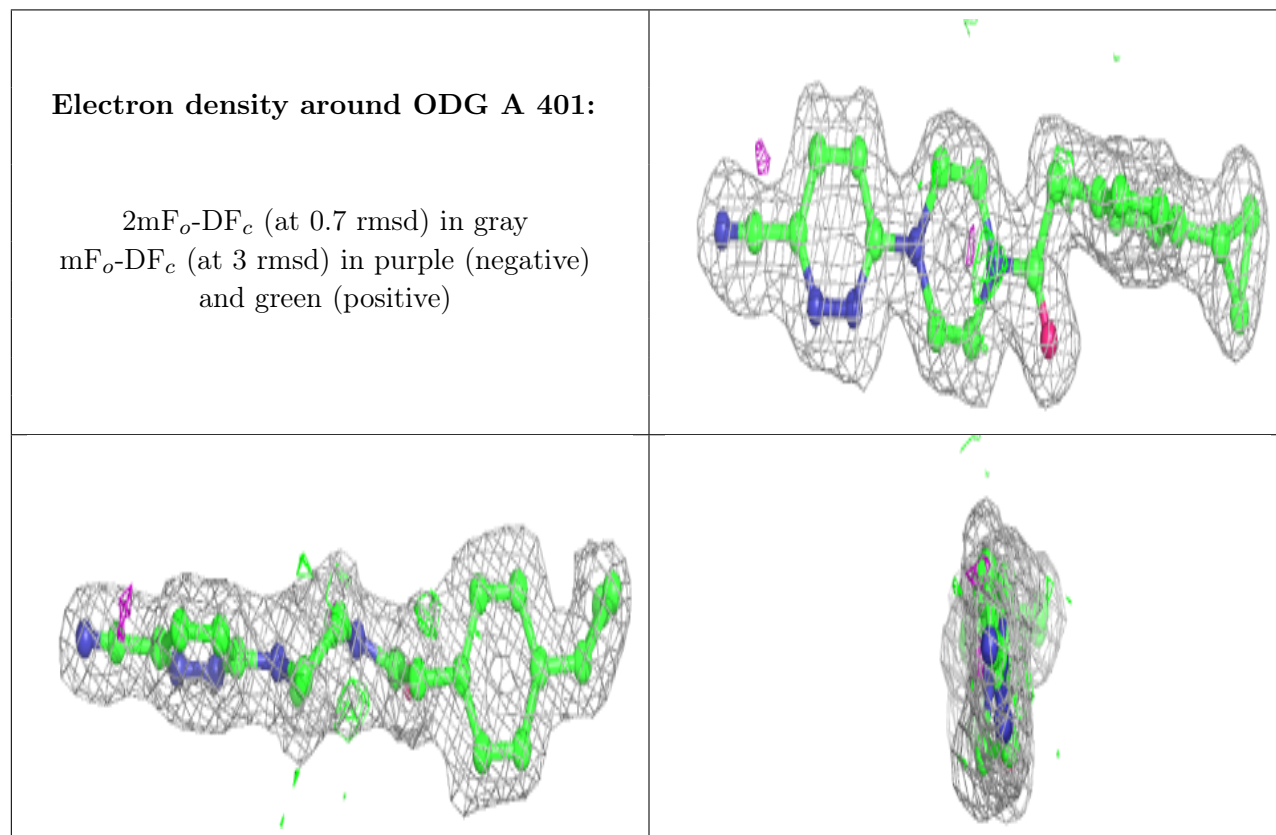 Electron density around ODG A 401:
2mFo-DFc (at 0.7 rmsd) in gray
mFo-DFc (at 3 rmsd) in purple (negative)
and green (positive)